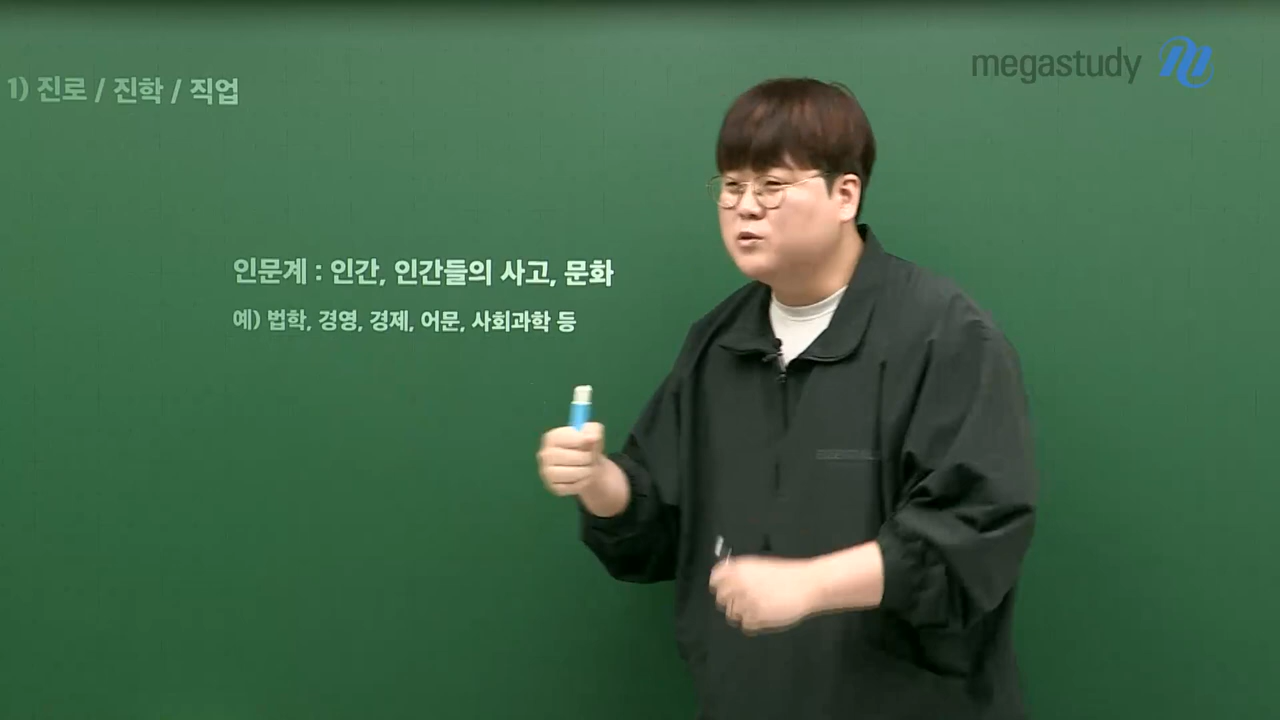 megastudy
1) 진로 / 진학 / 직업
인문계 : 인간, 인간들의 사고, 문화
예) 법학, 경영, 경제, 어문, 사회과학 등